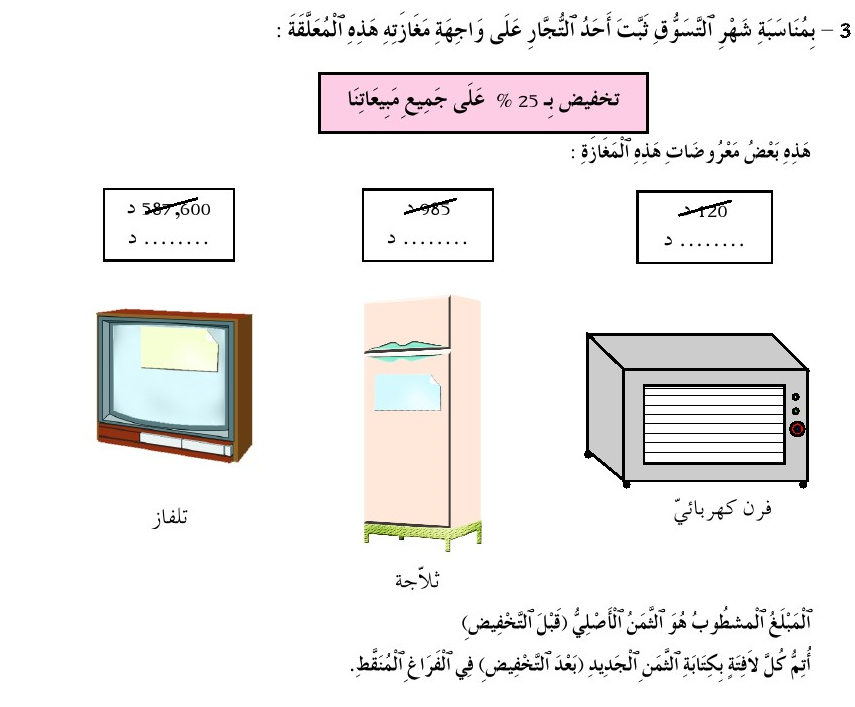 3 – بِمُنَاسَبَةِ شَهْرِ ٱلتَّسَوُّقِ ثَبَّتَ أَحَدُ ٱلتُّجَّارِ عَلَى وَاجِهَةِ مَغَازَتِهِ هَذِهِ ٱلْمُعَلَّقَةَ :
تخفيض بِـ 25 % عَلَى جَمِيعِ مَبِيعَاتِنَا
هَذِهِ بَعْضُ مَعْرُوضَاتِ هَذِهِ ٱلْمَغَازَةِ :
120 د
........ د
985 د
........ د
587,600 د
........ د
فرن كهربائيّ
ثلاّجة
تلفاز
ٱلْمَبْلَغُ ٱلْمشطُوبُ هُوَ ٱلثَّمَنُ ٱلْأَصْلِيُّ (قَبْلَ ٱلتَّخْفِيضِ)
أُتِمُّ كُلَّ لاَفِتَةٍ بِكِتَابَةِ ٱلثَّمَنِ ٱلْجَدِيدِ (بَعْدَ ٱلتَّخْفِيضِ) فِي ٱلْفَرَاغِ ٱلْمُنَقَّطِ.